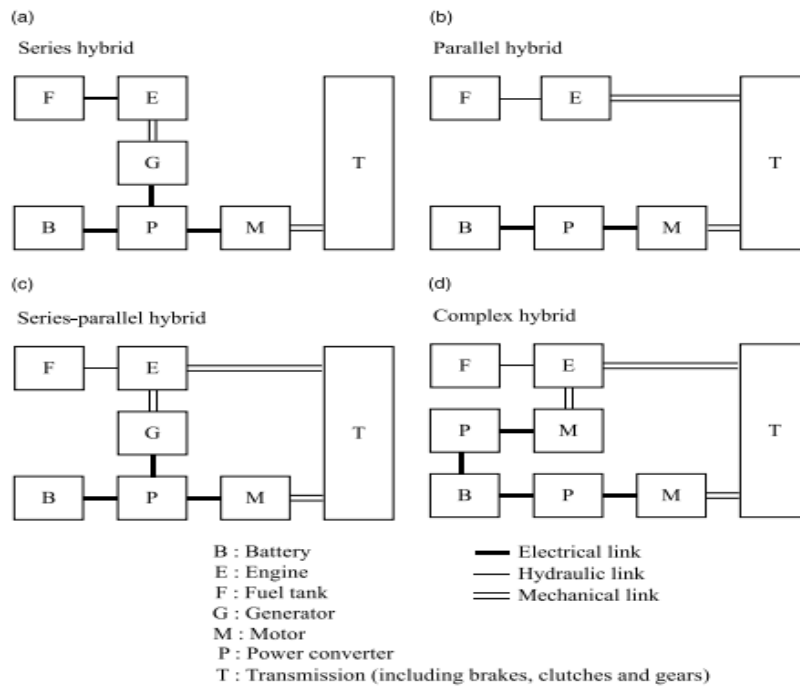 (a)
Series hybrid
F E
G
T
B P M
(b)
Parallel hybrid
F E
T
B P M
(c)
Series-parallel hybrid
F E
G
T
B P M
(d)
Complex hybrid
F E
P M
T
B P M
B : Battery
E : Engine
F : Fuel tank
G : Generator
M : Motor
P : Power converter
T : Transmission (including brakes, clutches and gears)
Electrical link
Hydraulic link
Mechanical link